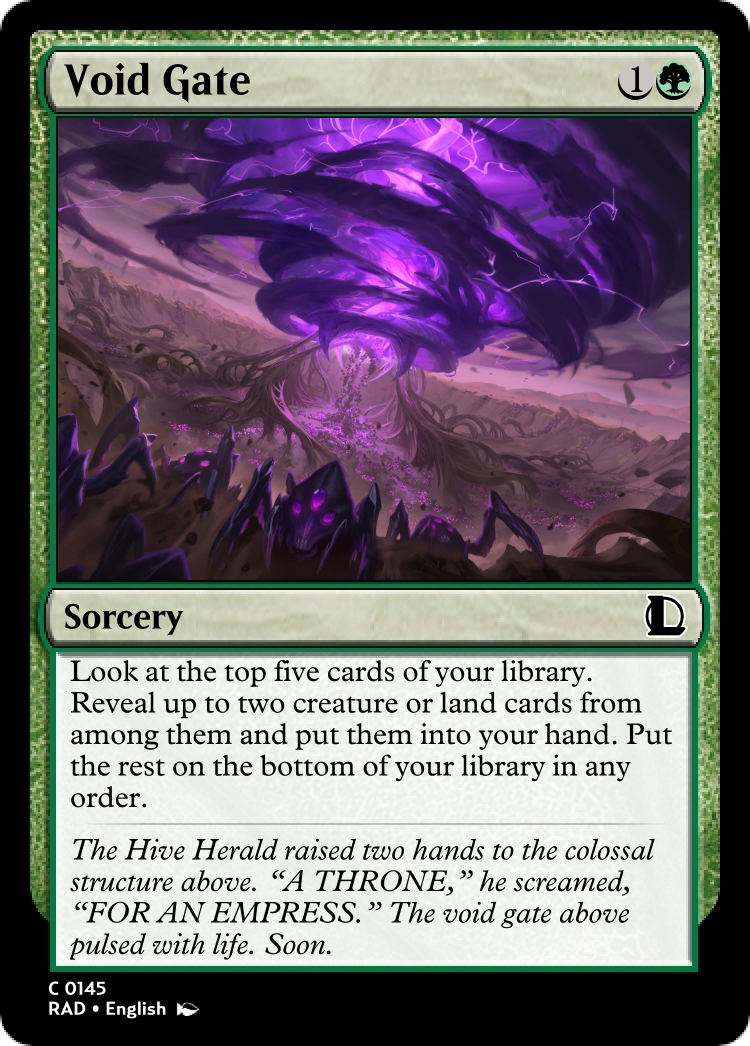 Void Gate
1
Sorcery
Look at the top five cards of your library.
Reveal up to two creature or land cards from
among them and put them into your hand. Put
the rest on the bottom of your library in any
order.
The Hive Herald raised two hands to the colossal
structure above. “A THRONE,” he screamed,
“FOR AN EMPRESS.” The void gate above
pulsed with life. Soon.
C 0145
RAD • English